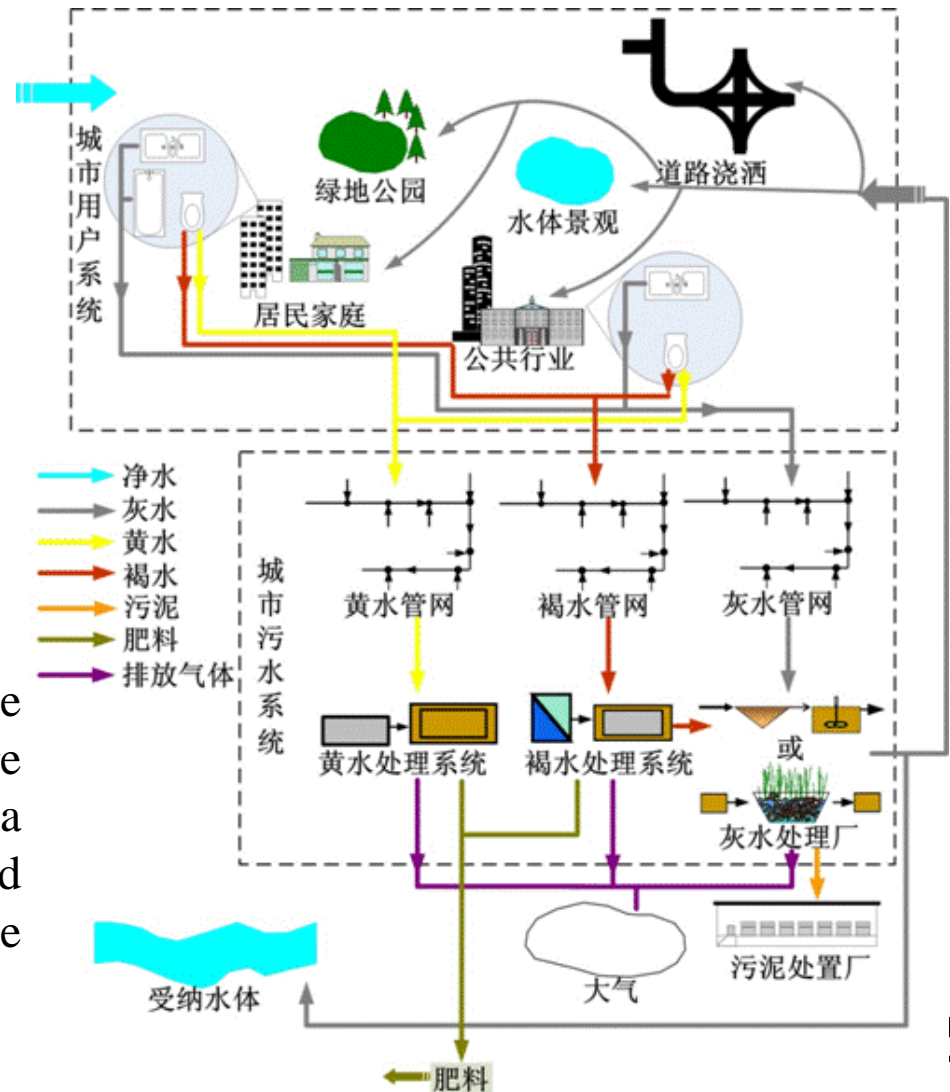 城市用户系统
绿地公园
道路浇洒
水体景观
居民家庭
公共行业
净水
灰水
黄水
褐水
污泥
肥料
排放气体
城市污水系统
黄水管网
褐水管网
灰水管网
黄水处理系统
褐水处理系统
或
灰水处理厂
e
e
a
d
e
受纳水体
大气
污泥处置厂
肥料